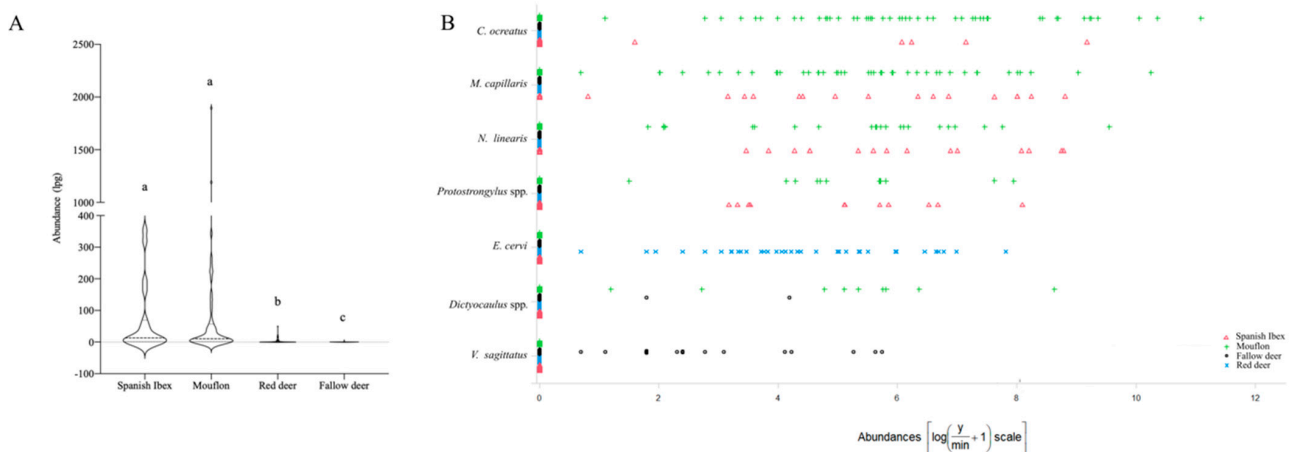 A
Abundance (lpg)
2500
2000
1500
1000
400
300
200
100
0
-100
a
a
b
c
Spanish Ibex
Mouflon
Red deer
Fallow deer
B
C. ocreatus
M. capillaris
N. linearis
Protostrongylus spp.
E. cervi
Dictyocaulus spp.
V. sagittatus
Spanish Ibex
Mouflon
Fallow deer
Red deer
0 2 4 6 8 10 12
Abundances [log(y/min + 1) scale]